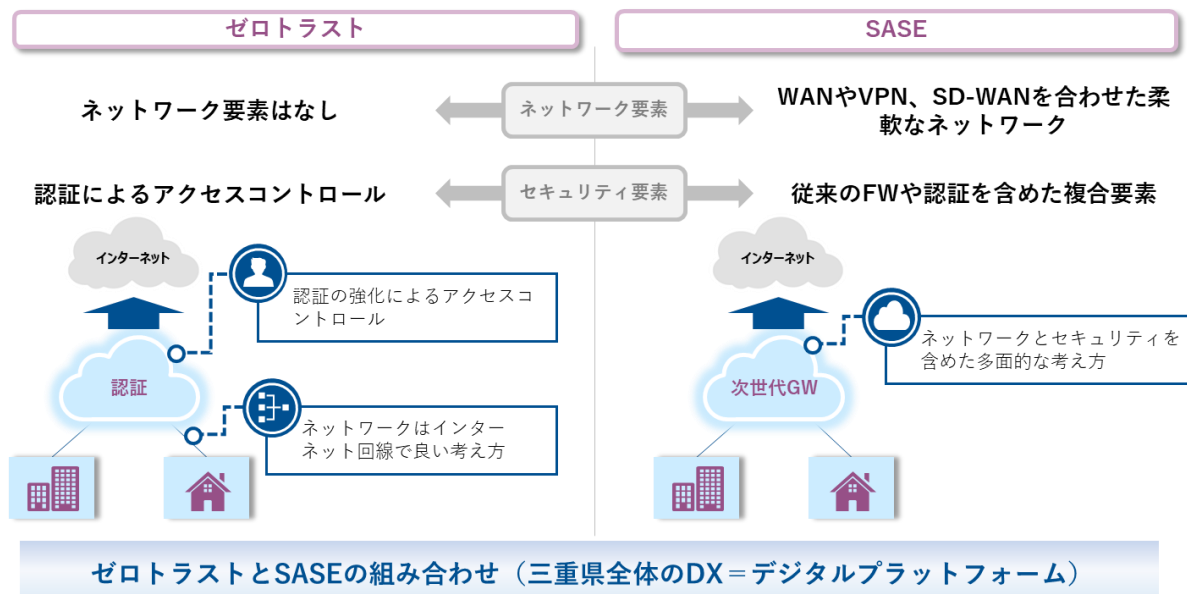 ゼロトラスト
SASE
ネットワーク要素はなし
ネットワーク要素
WANやVPN、SD-WANを合わせた柔
軟なネットワーク
認証によるアクセスコントロール
セキュリティ要素
従来のFWや認証を含めた複合要素
インターネット
認証の強化によるアクセスコ
ントロール
認証
ネットワークはインター
ネット回線で良い考え方
インターネット
ネットワークとセキュリティを
含めた多面的な考え方
次世代GW
ゼロトラストとSASEの組み合わせ（三重県全体のDX＝デジタルプラットフォーム）